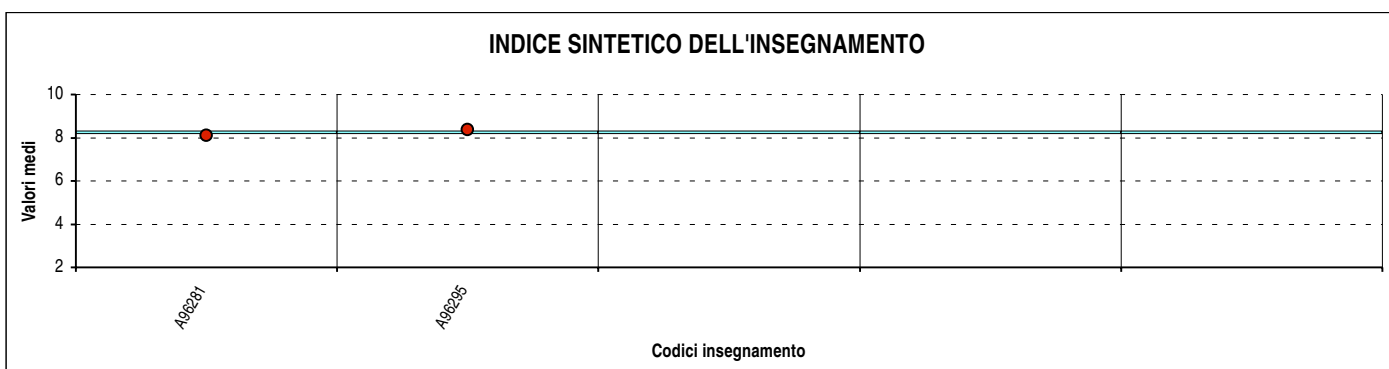 INDICE SINTETICO DELL'INSEGNAMENTO
Valori medi
10
8
6
4
2
A96281
A96295
Codici insegnamento